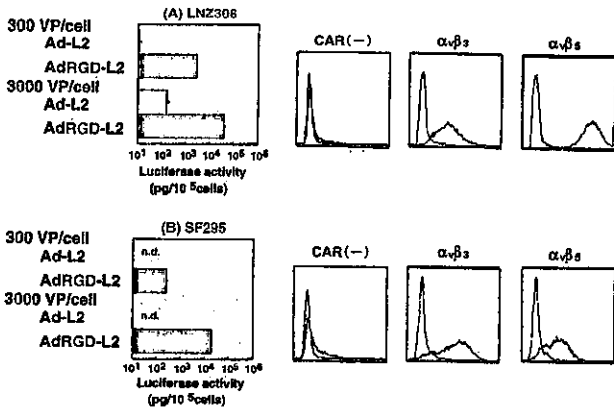 (A) LNZ308
300 VP/cell
Ad-L2
AdRGD-L2
3000 VP/cell
Ad-L2
AdRGD-L2
10¹ 10² 10³ 10⁴ 10⁵ 10⁶
Luciferase activity
(pg/10 ⁵cells)
CAR(−)
αvβ3
αvβ5
(B) SF295
300 VP/cell
Ad-L2
n.d.
AdRGD-L2
3000 VP/cell
Ad-L2
n.d.
AdRGD-L2
10¹ 10² 10³ 10⁴ 10⁵ 10⁶
Luciferase activity
(pg/10 ⁵cells)
CAR(−)
αvβ3
αvβ5